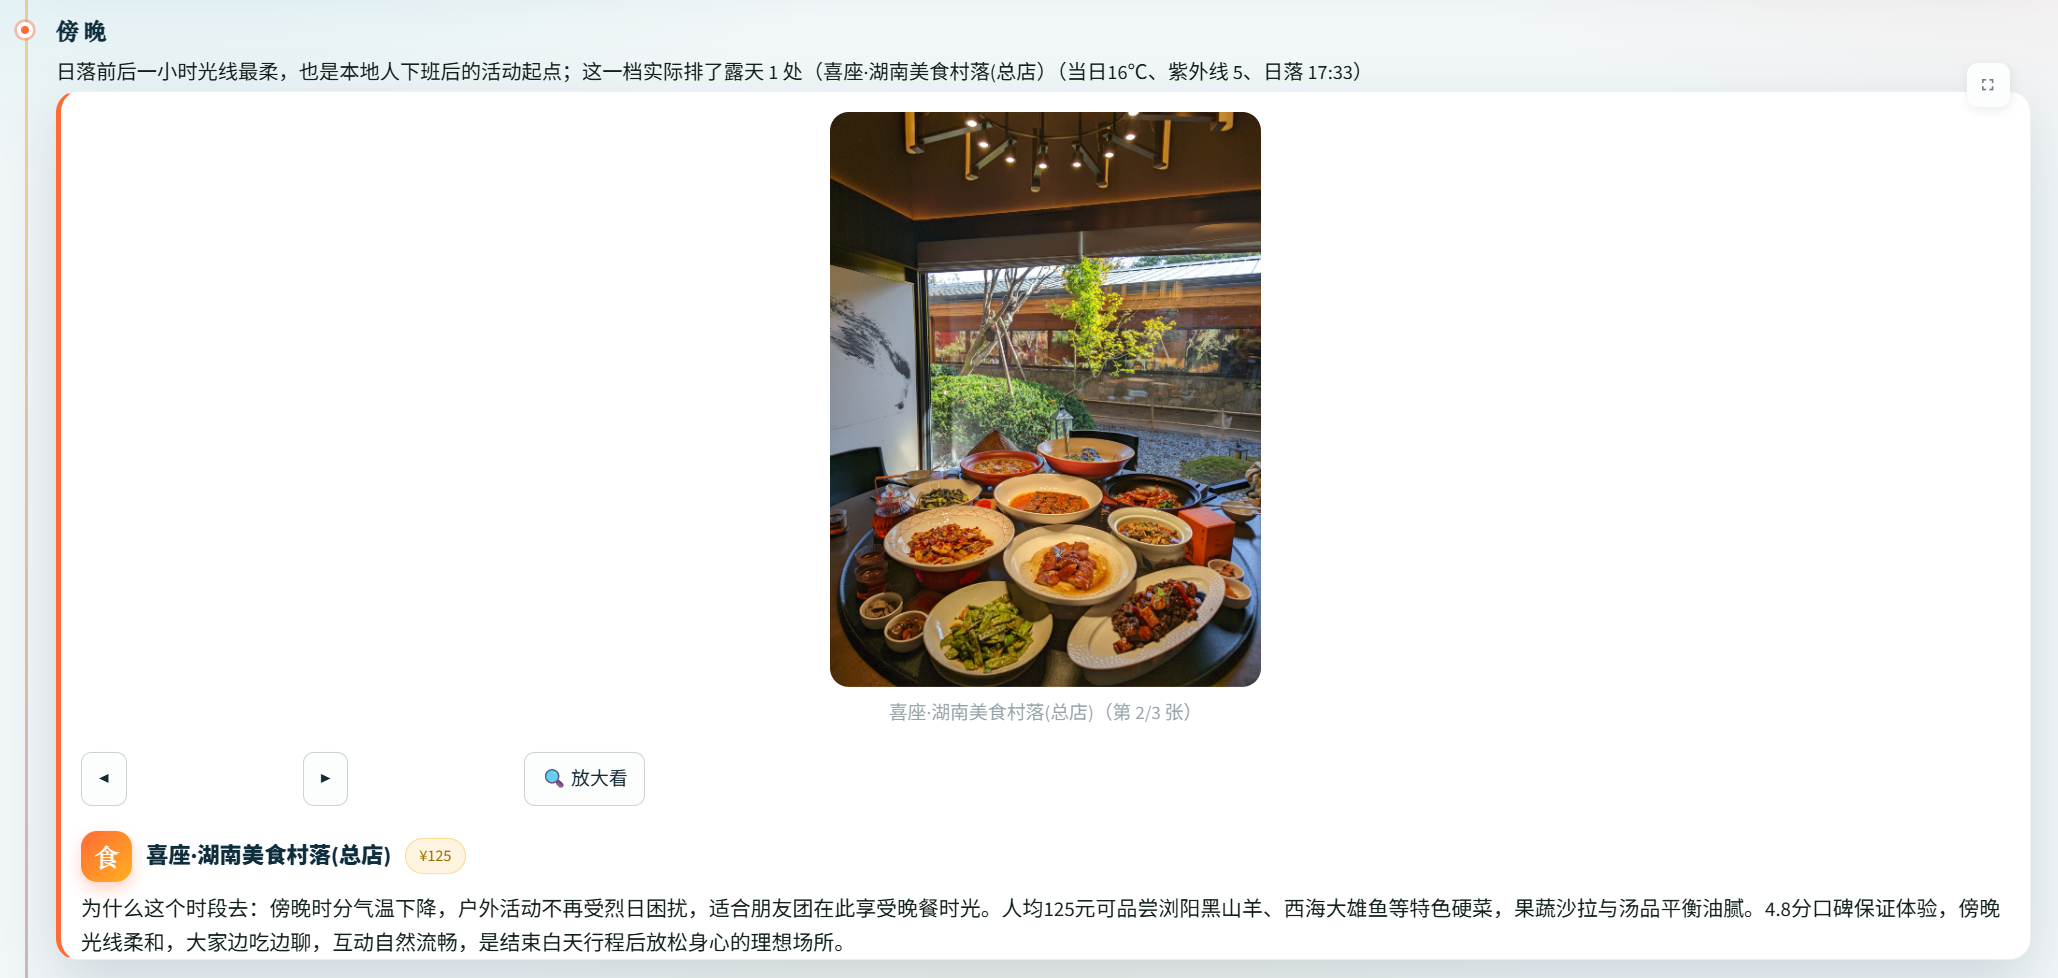 傍晚
日落前后一小时光线最柔，也是本地人下班后的活动起点；这一档实际排了露天 1 处（喜座·湖南美食村落(总店)）（当日16℃、紫外线 5、日落 17:33）
喜座·湖南美食村落(总店)（第 2/3 张）
◄ ► 🔍 放大看
食 喜座·湖南美食村落(总店) ¥125
为什么这个时段去：傍晚时分气温下降，户外活动不再受烈日困扰，适合朋友团在此享受晚餐时光。人均125元可品尝浏阳黑山羊、西海大雄鱼等特色硬菜，果蔬沙拉与汤品平衡油腻。4.8分口碑保证体验，傍晚
光线柔和，大家边吃边聊，互动自然流畅，是结束白天行程后放松身心的理想场所。